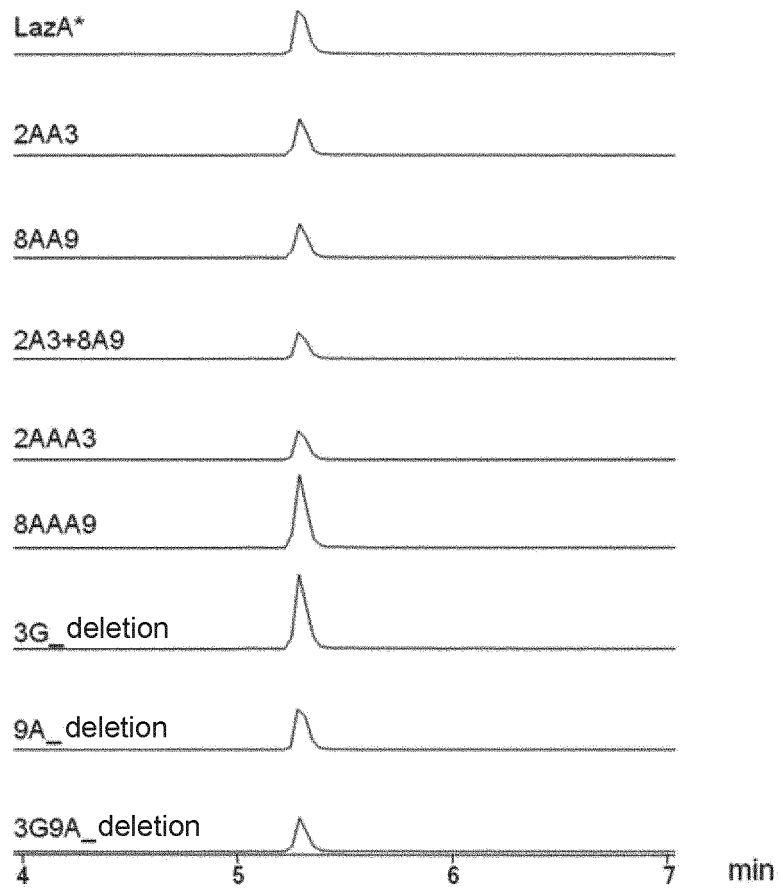 LazA*
2AA3
8AA9
2A3+8A9
2AAA3
8AAA9
3G_deletion
9A_deletion
3G9A_deletion
4 5 6 7 min